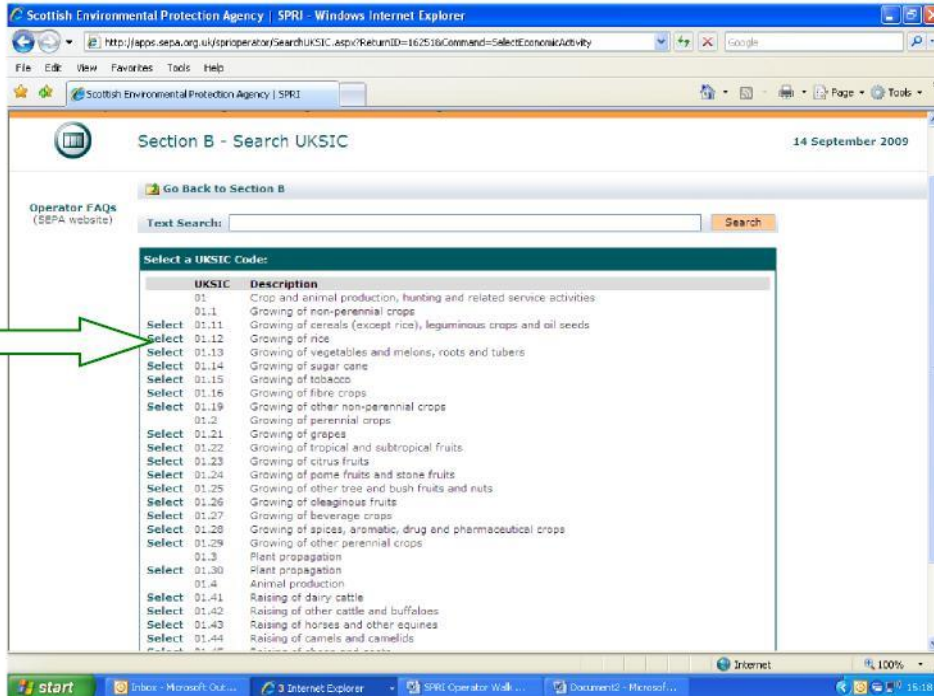 Scottish Environmental Protection Agency | SPRI - Windows Internet Explorer
http://apps.sepa.org.uk/sprioperator/SearchUKSIC.aspx?ReturnID=16251&Command=SelectEconomicActivity
Google
File Edit View Favorites Tools Help
Scottish Environmental Protection Agency | SPRI
Page Tools
Section B - Search UKSIC
14 September 2009
Go Back to Section B
Operator FAQs
(SEPA website)
Text Search:
Search
Select a UKSIC Code:
UKSIC Description
01 Crop and animal production, hunting and related service activities
01.1 Growing of non-perennial crops
Select 01.11 Growing of cereals (except rice), leguminous crops and oil seeds
Select 01.12 Growing of rice
Select 01.13 Growing of vegetables and melons, roots and tubers
Select 01.14 Growing of sugar cane
Select 01.15 Growing of tobacco
Select 01.16 Growing of fibre crops
Select 01.19 Growing of other non-perennial crops
01.2 Growing of perennial crops
Select 01.21 Growing of grapes
Select 01.22 Growing of tropical and subtropical fruits
Select 01.23 Growing of citrus fruits
Select 01.24 Growing of pome fruits and stone fruits
Select 01.25 Growing of other tree and bush fruits and nuts
Select 01.26 Growing of oleaginous fruits
Select 01.27 Growing of beverage crops
Select 01.28 Growing of spices, aromatic, drug and pharmaceutical crops
Select 01.29 Growing of other perennial crops
01.3 Plant propagation
Select 01.30 Plant propagation
01.4 Animal production
Select 01.41 Raising of dairy cattle
Select 01.42 Raising of other cattle and buffaloes
Select 01.43 Raising of horses and other equines
Select 01.44 Raising of camels and camelids
Internet
100%
start
Inbox - Microsoft Out...
3 Internet Explorer
SPRI Operator Walk ...
Document2 - Microsof...
15:18